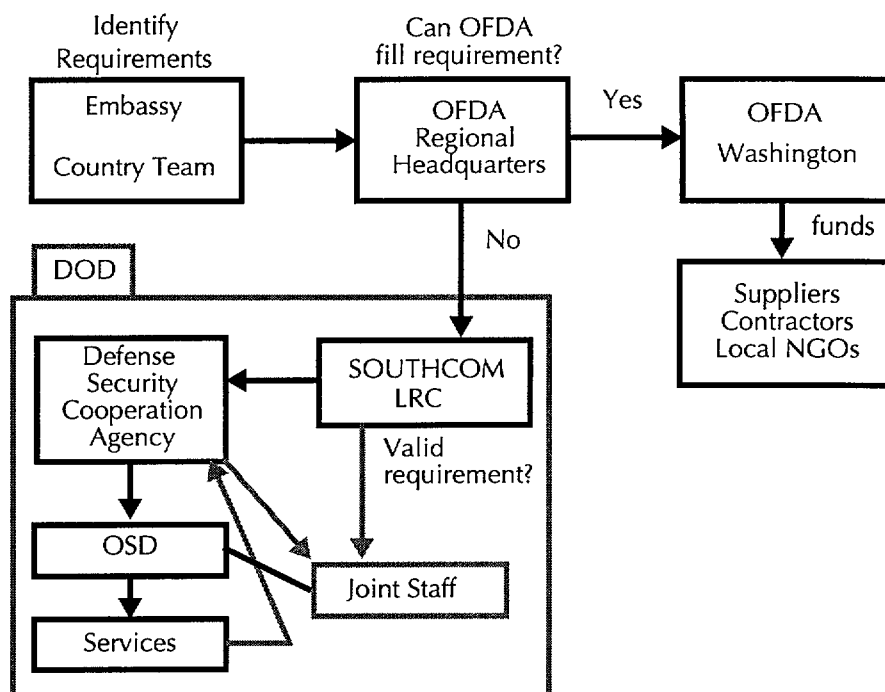 Identify
Requirements
Embassy
Country Team
Can OFDA
fill requirement?
OFDA
Regional
Headquarters
Yes
OFDA
Washington
No
funds
Suppliers
Contractors
Local NGOs
DOD
Defense
Security
Cooperation
Agency
SOUTHCOM
LRC
Valid
requirement?
OSD
Joint Staff
Services